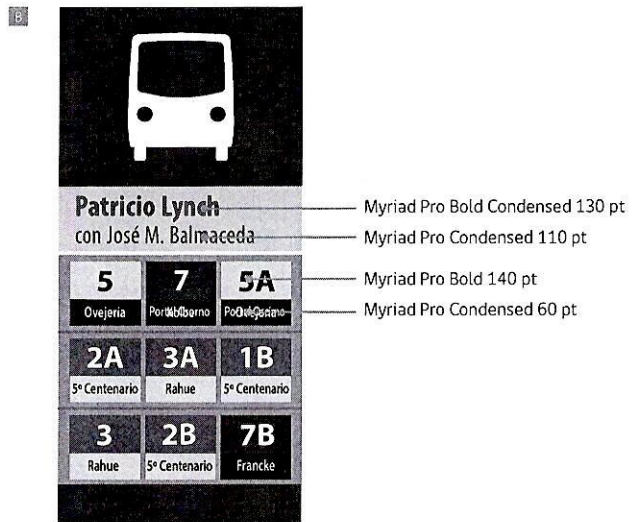 B
Patricio Lynch
con José M. Balmaceda
Myriad Pro Bold Condensed 130 pt
Myriad Pro Condensed 110 pt
5 7 5A
Ovejería
Myriad Pro Bold 140 pt
Myriad Pro Condensed 60 pt
2A 3A 1B
5º Centenario Rahue 5º Centenario
3 2B 7B
Rahue 5º Centenario Francke